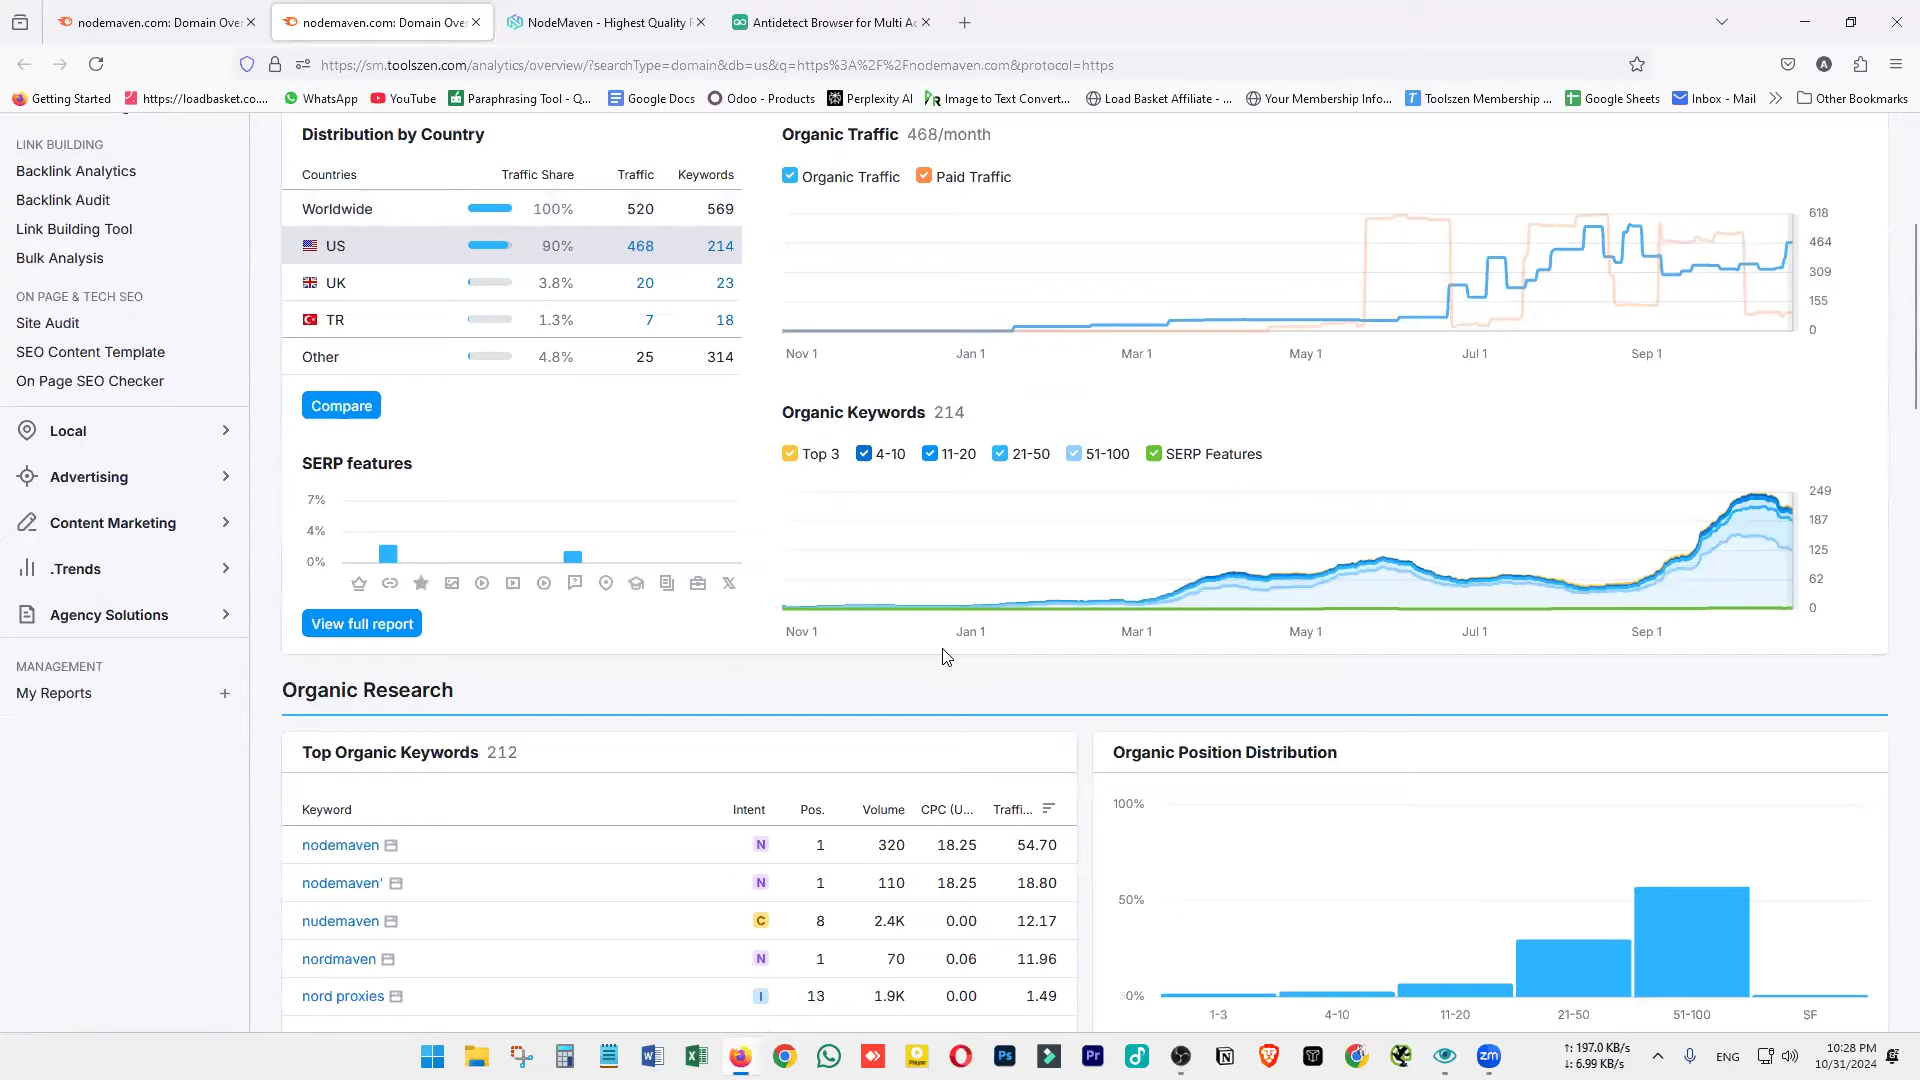 nodemaven.com: Domain Over
nodemaven.com: Domain Over
NodeMaven - Highest Quality
Antidetect Browser for Multi Ac
https://sm.toolszen.com/analytics/overview/?searchType=domain&db=us&q=https%3A%2F%2Fnodemaven.com&protocol=https
Getting Started
https://loadbasket.co....
WhatsApp
YouTube
Paraphrasing Tool - Q...
Google Docs
Odoo - Products
Perplexity AI
Image to Text Convert...
Load Basket Affiliate - ...
Your Membership Info...
Toolszen Membership ...
Google Sheets
Inbox - Mail
Other Bookmarks
LINK BUILDING
Backlink Analytics
Backlink Audit
Link Building Tool
Bulk Analysis
ON PAGE & TECH SEO
Site Audit
SEO Content Template
On Page SEO Checker
Local
Advertising
Content Marketing
.Trends
Agency Solutions
MANAGEMENT
My Reports +
Distribution by Country
Countries Traffic Share Traffic Keywords
Worldwide 100% 520 569
US 90% 468 214
UK 3.8% 20 23
TR 1.3% 7 18
Other 4.8% 25 314
Compare
SERP features
7%
4%
0%
View full report
Organic Traffic 468/month
Organic Traffic Paid Traffic
618
464
309
155
0
Nov 1 Jan 1 Mar 1 May 1 Jul 1 Sep 1
Organic Keywords 214
Top 3 4-10 11-20 21-50 51-100 SERP Features
249
187
125
62
0
Nov 1 Jan 1 Mar 1 May 1 Jul 1 Sep 1
Organic Research
Top Organic Keywords 212
Keyword Intent Pos. Volume CPC (U... Traffi...
nodemaven N 1 320 18.25 54.70
nodemaven' N 1 110 18.25 18.80
nudemaven C 8 2.4K 0.00 12.17
nordmaven N 1 70 0.06 11.96
nord proxies I 13 1.9K 0.00 1.49
Organic Position Distribution
100%
50%
0%
1-3 4-10 11-20 21-50 51-100 SF
↑: 197.0 KB/s
↓: 6.99 KB/s
ENG
10:28 PM
10/31/2024